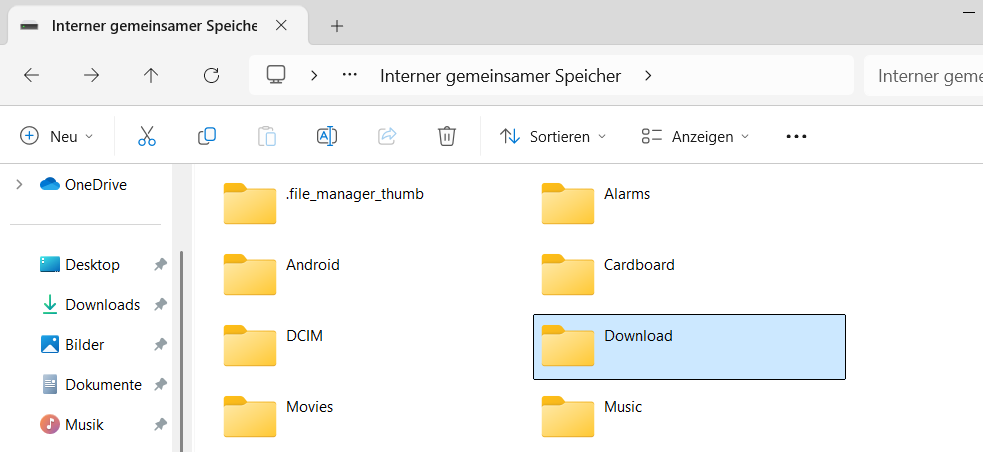 Interner gemeinsamer Speiche
Interner gemeinsamer Speicher
Interner geme
Neu
Sortieren
Anzeigen
OneDrive
Desktop
Downloads
Bilder
Dokumente
Musik
.file_manager_thumb
Alarms
Android
Cardboard
DCIM
Download
Movies
Music